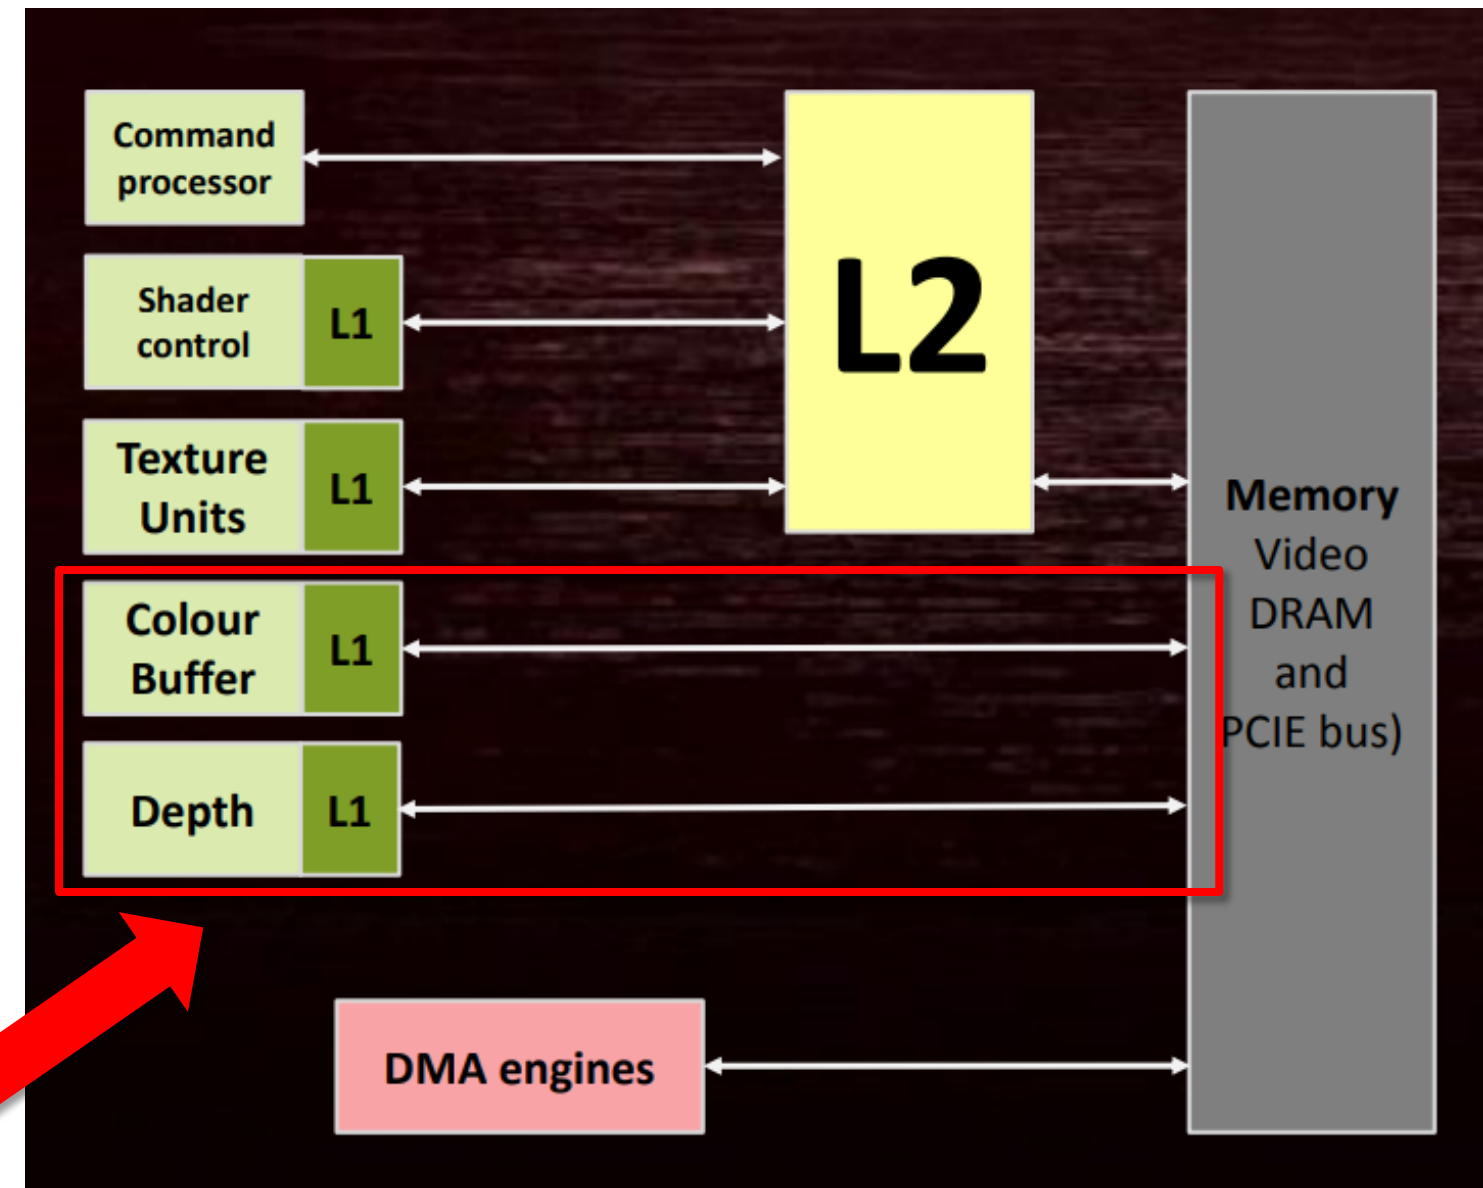 Command
processor
Shader
control
L1
Texture
Units
L1
Colour
Buffer
L1
Depth
L1
L2
Memory
Video
DRAM
and
PCIE bus)
DMA engines